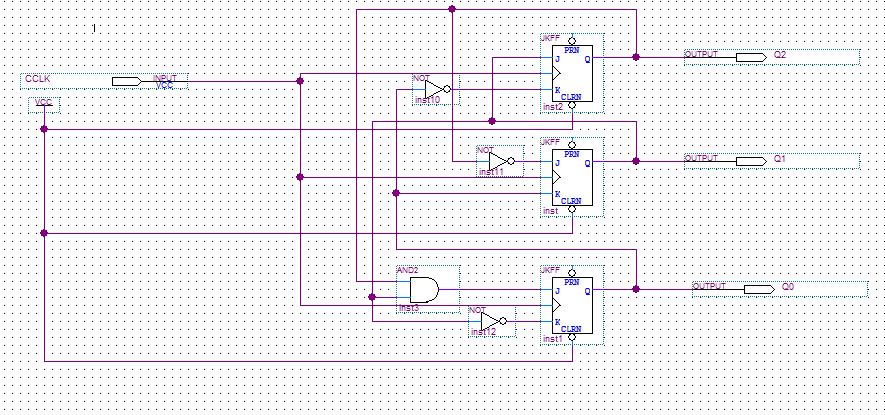 JKFF
PRN
J Q
K
CLRN
inst2
OUTPUT Q2
CCLK INPUT
VCC
NOT
inst10
VCC
JKFF
PRN
J Q
K
CLRN
inst
OUTPUT Q1
NOT
inst11
AND2
inst3
JKFF
PRN
J Q
K
CLRN
inst1
OUTPUT Q0
NOT
inst12